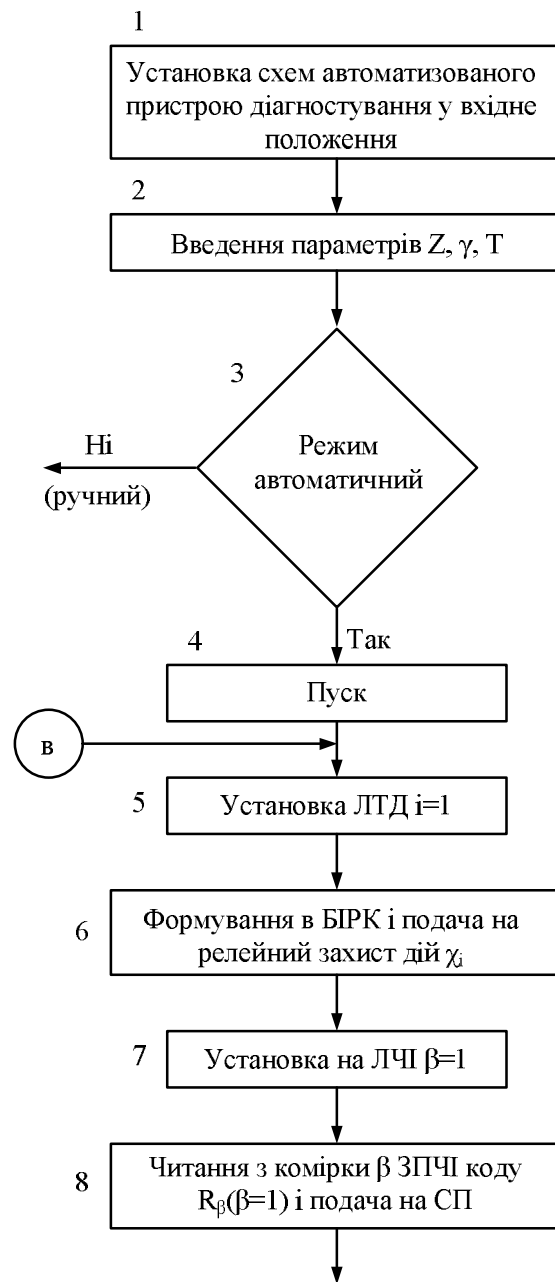 1
Установка схем автоматизованого
пристрою діагностування у вхідне
положення
2
Введення параметрів Z, γ, T
3
Режим
автоматичний
Ні
(ручний)
Так
4
Пуск
в
5
Установка ЛТД i=1
6
Формування в БІРК і подача на
релейний захист дій χᵢ
7
Установка на ЛЧІ β=1
8
Читання з комірки β ЗПЧІ коду
Rᵦ(β=1) і подача на СП